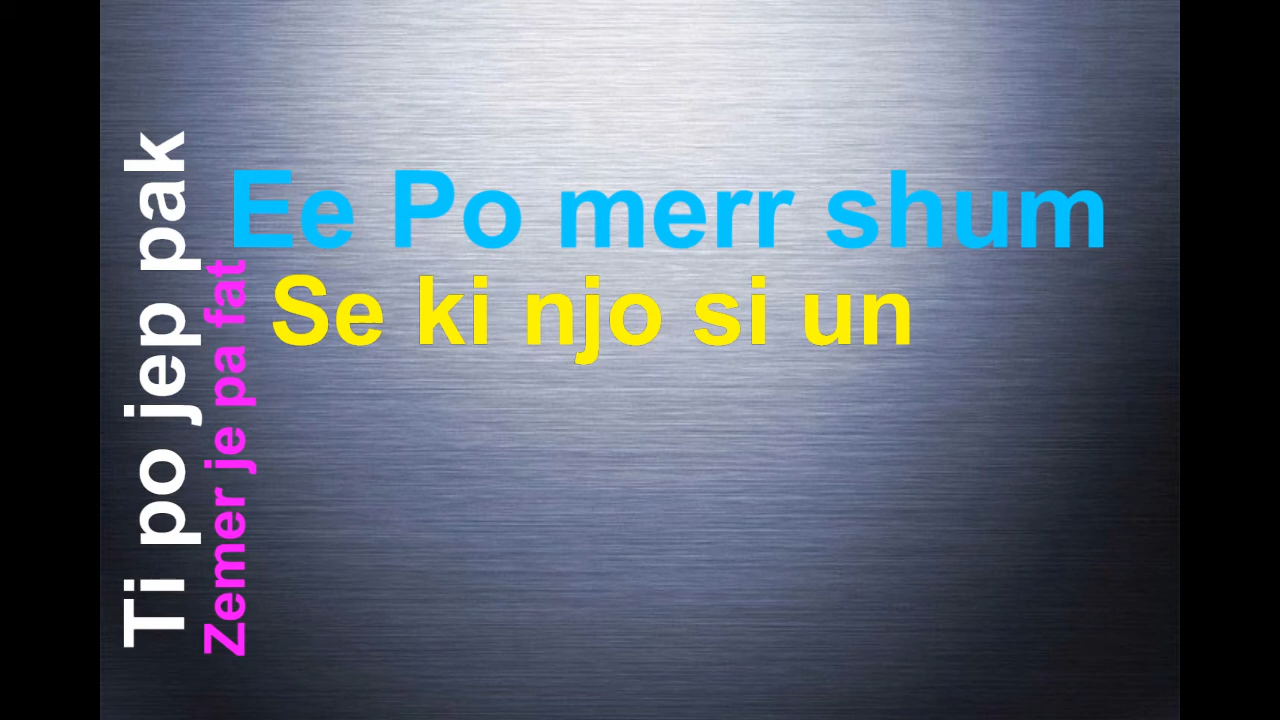 Ti po jep pak
Zemer je pa fat
Ee Po merr shum
Se ki njo si un